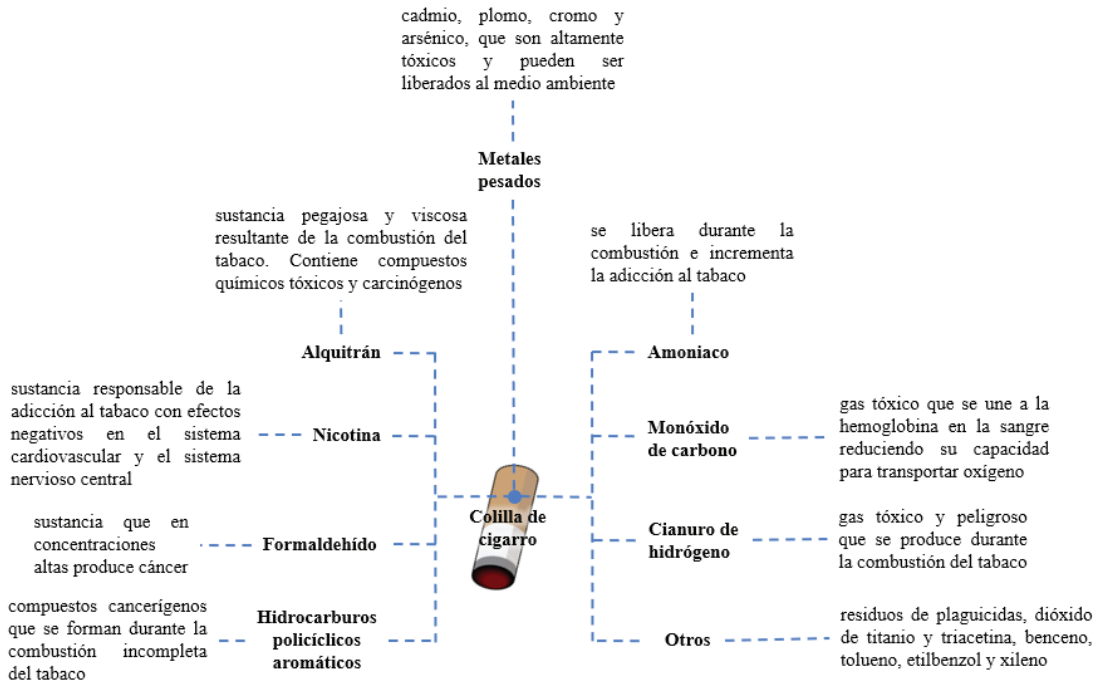 cadmio, plomo, cromo y
arsénico, que son altamente
tóxicos y pueden ser
liberados al medio ambiente
Metales
pesados
sustancia pegajosa y viscosa
resultante de la combustión del
tabaco. Contiene compuestos
químicos tóxicos y carcinógenos
Alquitrán
sustancia responsable de la
adicción al tabaco con efectos
negativos en el sistema
cardiovascular y el sistema
nervioso central
Nicotina
sustancia que en
concentraciones
altas produce cáncer
Formaldehído
compuestos cancerígenos
que se forman durante la
combustión incompleta
del tabaco
Hidrocarburos
policíclicos
aromáticos
Colilla de
cigarro
se libera durante la
combustión e incrementa
la adicción al tabaco
Amoniaco
Monóxido
de carbono
gas tóxico que se une a la
hemoglobina en la sangre
reduciendo su capacidad
para transportar oxígeno
Cianuro de
hidrógeno
gas tóxico y peligroso
que se produce durante
la combustión del tabaco
Otros
residuos de plaguicidas, dióxido
de titanio y triacetina, benceno,
tolueno, etilbenzol y xileno